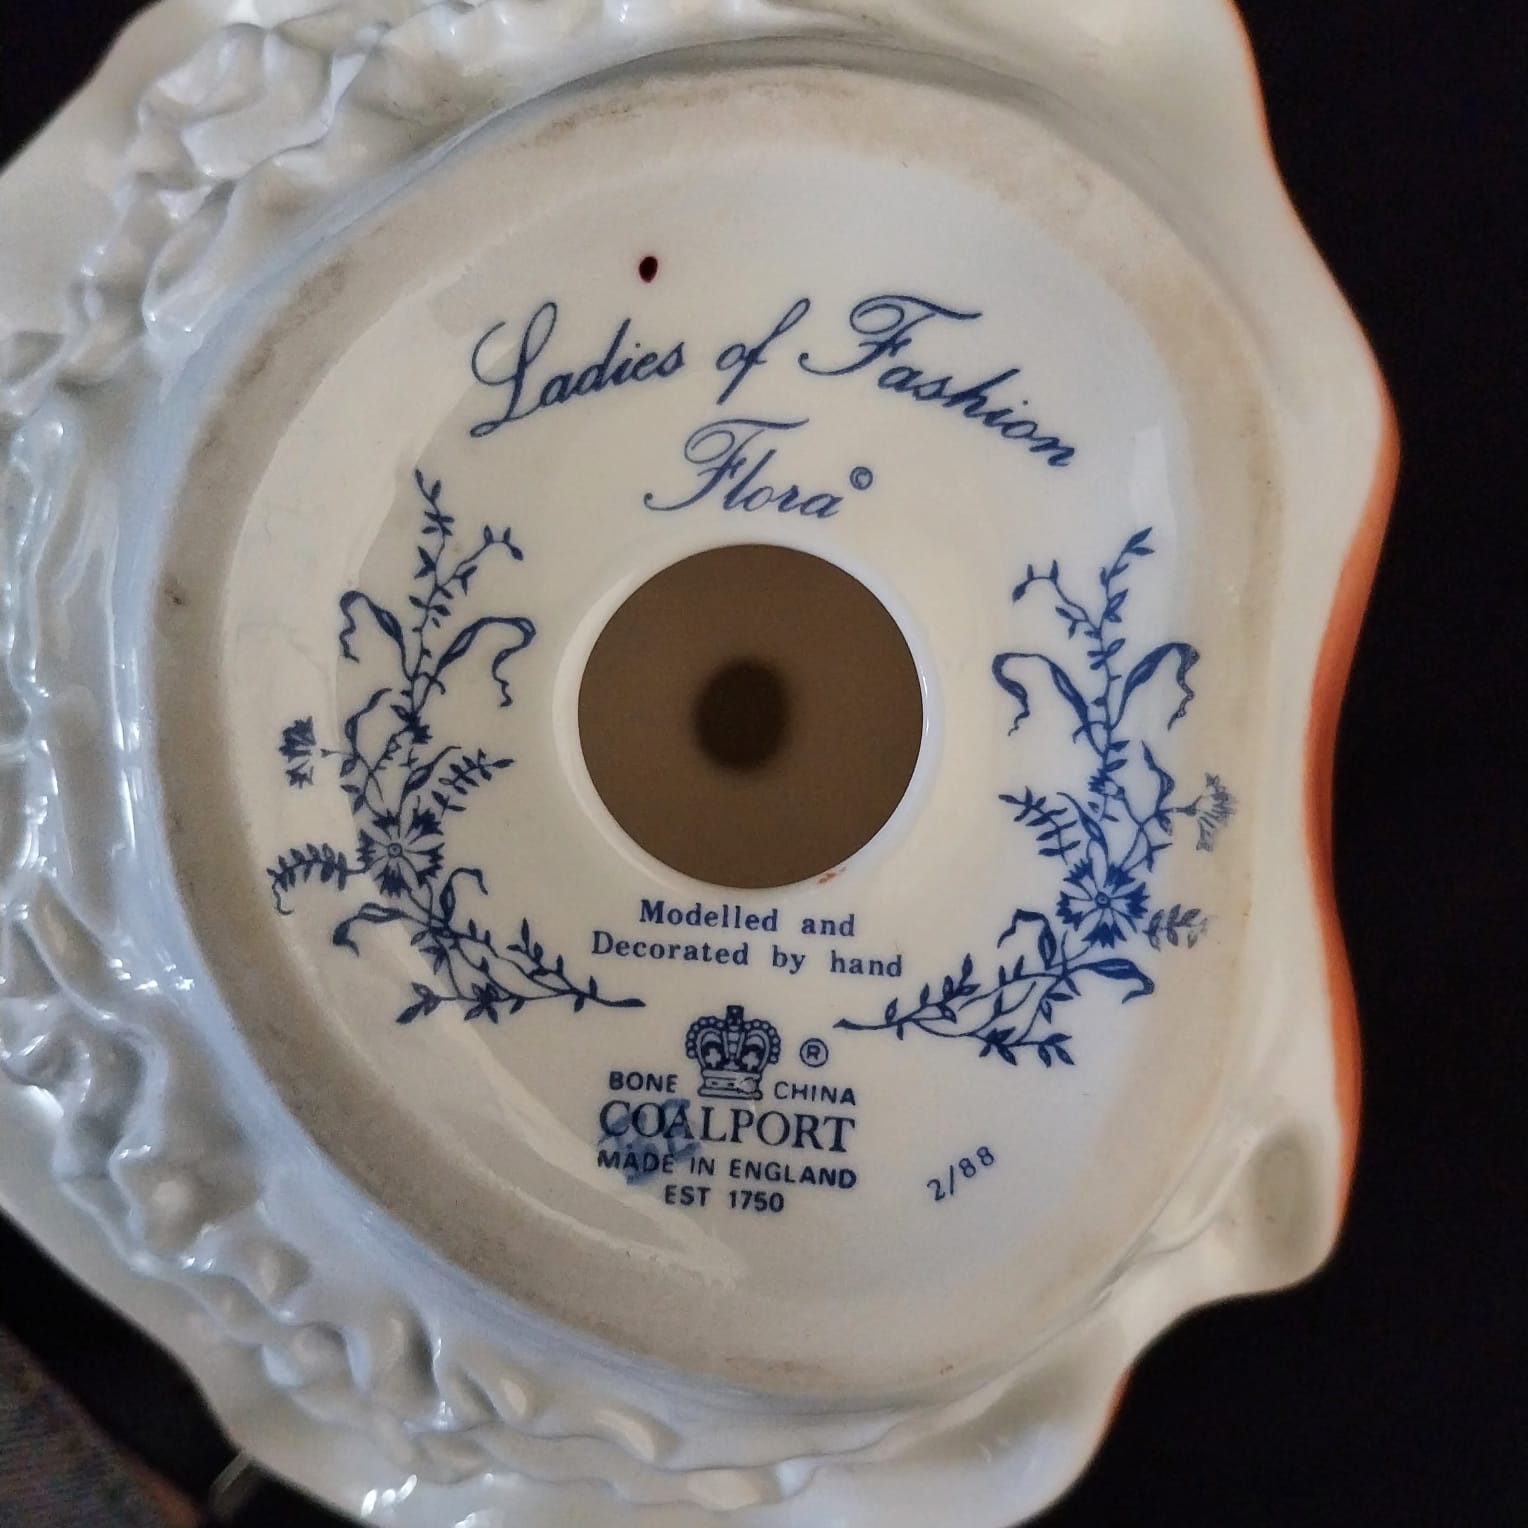 Ladies of Fashion
Flora©
Modelled and
Decorated by hand
®
BONE CHINA
COALPORT
MADE IN ENGLAND
EST 1750
2/88